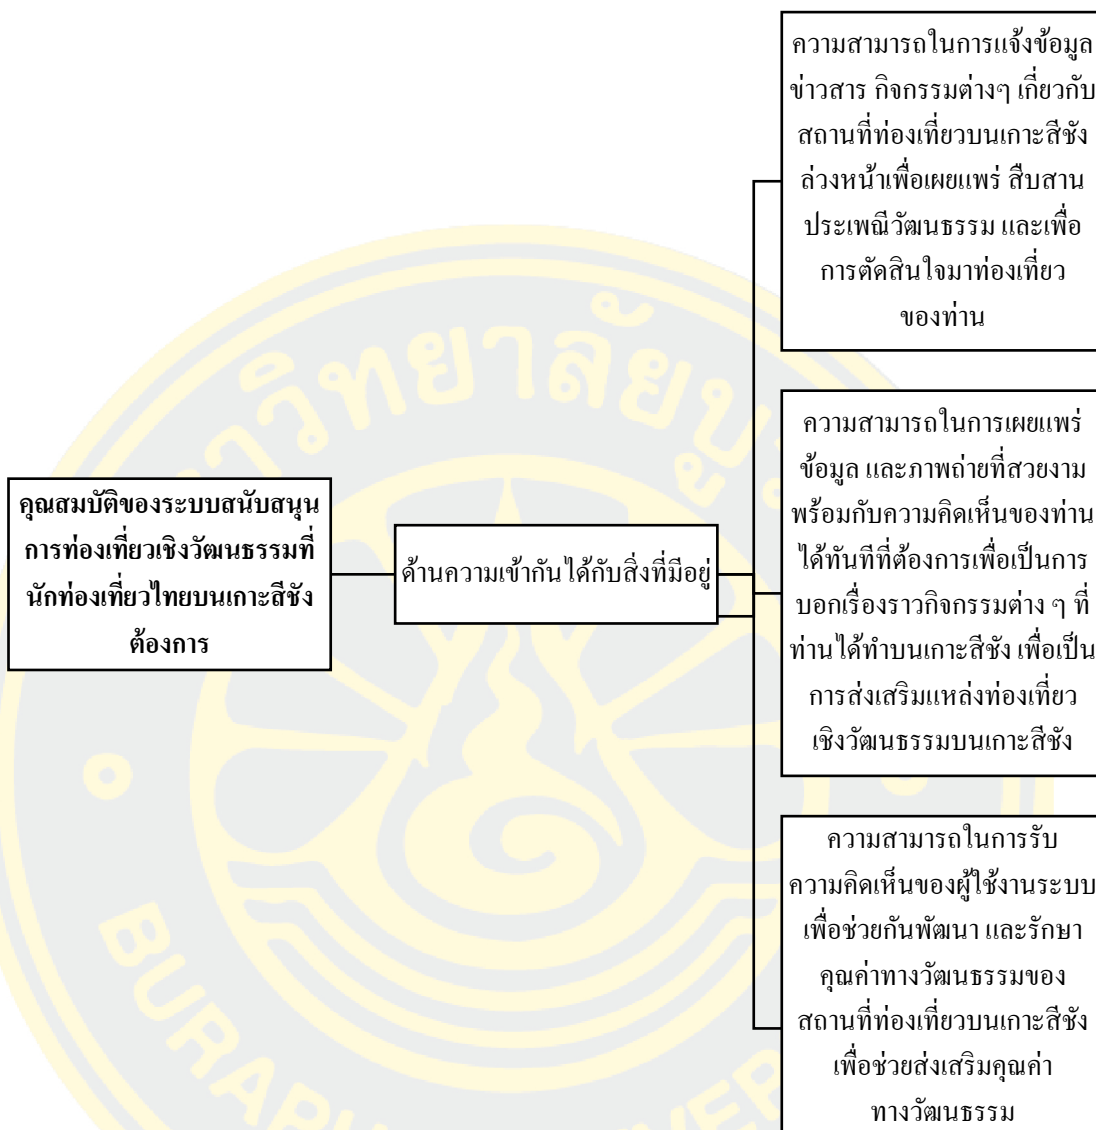 คุณสมบัติของระบบสนับสนุน
การท่องเที่ยวเชิงวัฒนธรรมที่
นักท่องเที่ยวไทยบนเกาะสีชัง
ต้องการ
ด้านความเข้ากันได้กับสิ่งที่มีอยู่
ความสามารถในการแจ้งข้อมูล
ข่าวสาร กิจกรรมต่างๆ เกี่ยวกับ
สถานที่ท่องเที่ยวบนเกาะสีชัง
ล่วงหน้าเพื่อเผยแพร่ สืบสาน
ประเพณีวัฒนธรรม และเพื่อ
การตัดสินใจมาท่องเที่ยว
ของท่าน
ความสามารถในการเผยแพร่
ข้อมูล และภาพถ่ายที่สวยงาม
พร้อมกับความคิดเห็นของท่าน
ได้ทันทีที่ต้องการเพื่อเป็นการ
บอกเรื่องราวกิจกรรมต่าง ๆ ที่
ท่านได้ทำบนเกาะสีชัง เพื่อเป็น
การส่งเสริมแหล่งท่องเที่ยว
เชิงวัฒนธรรมบนเกาะสีชัง
ความสามารถในการรับ
ความคิดเห็นของผู้ใช้งานระบบ
เพื่อช่วยกันพัฒนา และรักษา
คุณค่าทางวัฒนธรรมของ
สถานที่ท่องเที่ยวบนเกาะสีชัง
เพื่อช่วยส่งเสริมคุณค่า
ทางวัฒนธรรม